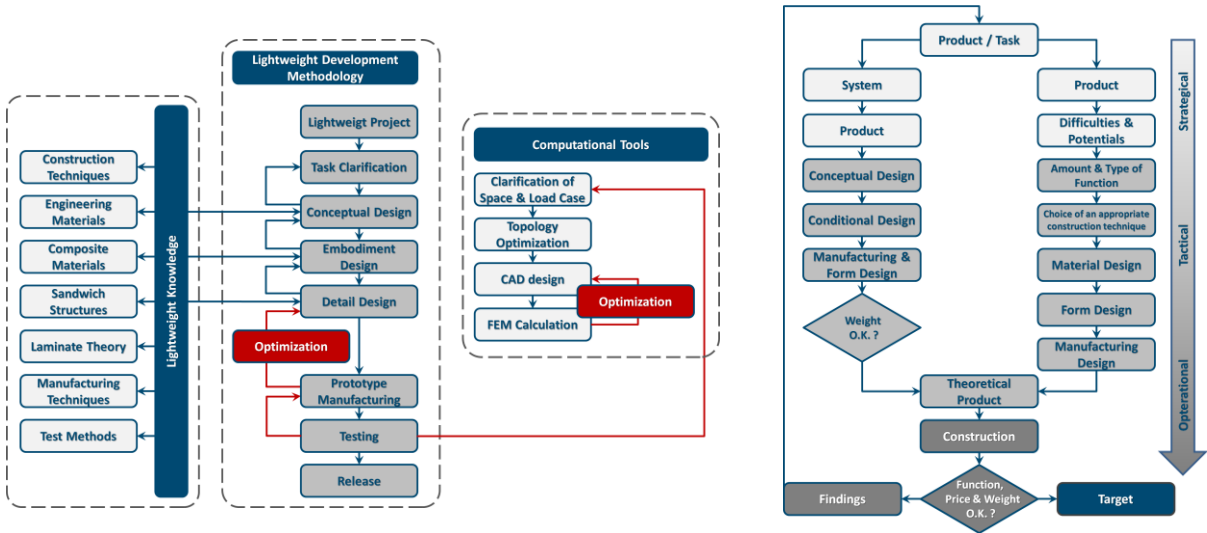 Lightweight Development
Methodology
Lightweigt Project
Task Clarification
Conceptual Design
Embodiment
Design
Detail Design
Optimization
Prototype
Manufacturing
Testing
Release
Lightweight Knowledge
Construction
Techniques
Engineering
Materials
Composite
Materials
Sandwich
Structures
Laminate Theory
Manufacturing
Techniques
Test Methods
Computational Tools
Clarification of
Space & Load Case
Topology
Optimization
CAD design
Optimization
FEM Calculation
Product / Task
System
Product
Conceptual Design
Conditional Design
Manufacturing &
Form Design
Weight
O.K. ?
Product
Difficulties &
Potentials
Amount & Type of
Function
Choice of an appropriate
construction technique
Material Design
Form Design
Manufacturing
Design
Theoretical
Product
Construction
Function,
Price & Weight
O.K. ?
Findings
Target
Strategical
Tactical
Opterational